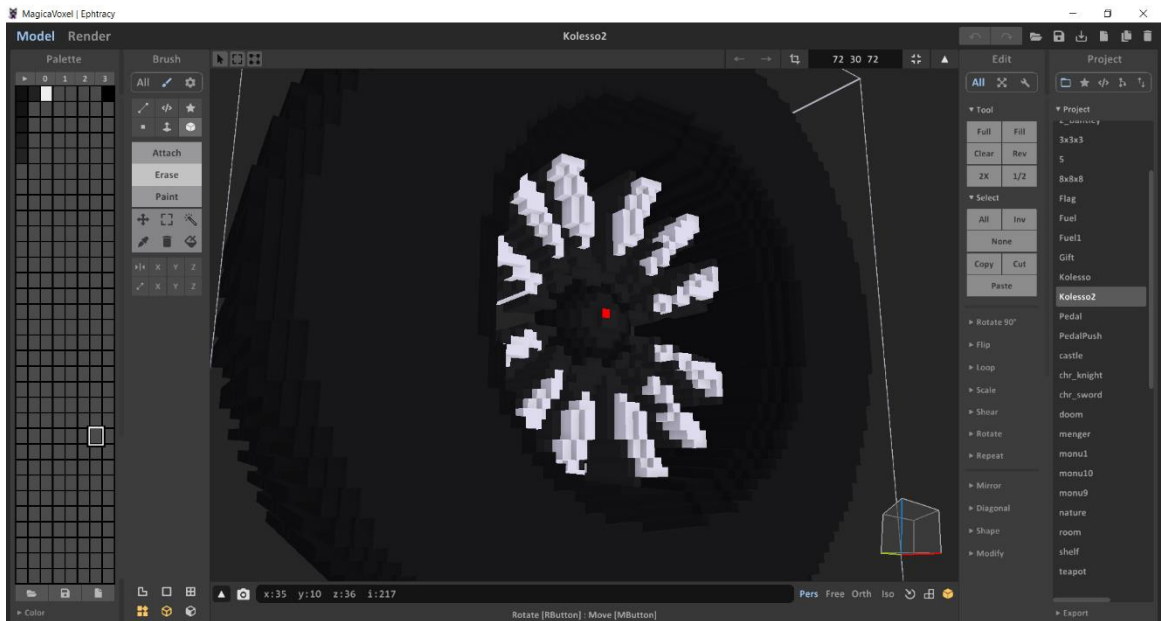 MagicaVoxel | Ephtracy
Model Render
Kolesso2
Palette
0 1 2 3
Color
Brush
All
Attach
Erase
Paint
X Y Z
X Y Z
72 30 72
x:35 y:10 z:36 i:217
Pers Free Orth Iso
Rotate [RButton] : Move [MButton]
Edit
All
Tool
Full Fill
Clear Rev
2X 1/2
Select
All Inv
None
Copy Cut
Paste
Rotate 90°
Flip
Loop
Scale
Shear
Rotate
Repeat
Mirror
Diagonal
Shape
Modify
Project
Project
3x3x3
5
8x8x8
Flag
Fuel
Fuel1
Gift
Kolesso
Kolesso2
Pedal
PedalPush
castle
chr_knight
chr_sword
doom
menger
monu1
monu10
monu9
nature
room
shelf
teapot
Export